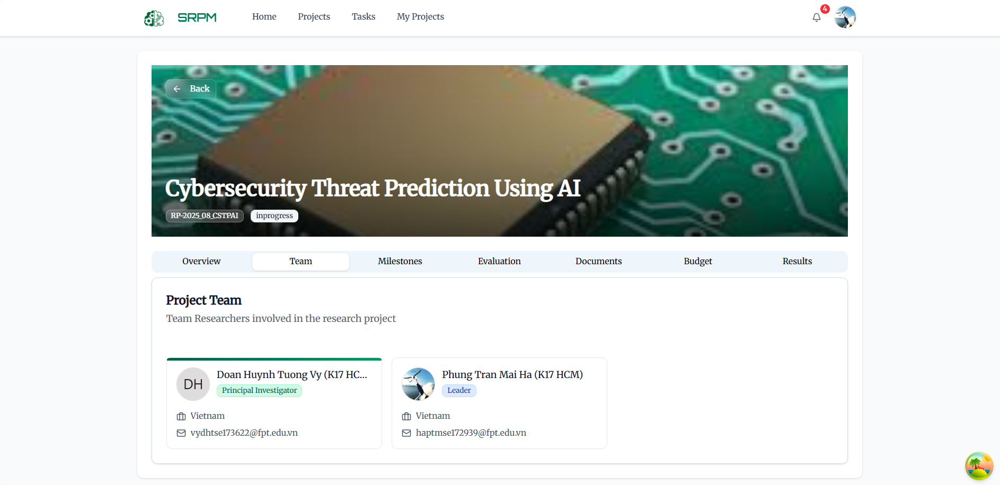 SRPM
Home
Projects
Tasks
My Projects
4
Back
Cybersecurity Threat Prediction Using AI
RP-2025_08_CSTPAI
inprogress
Overview
Team
Milestones
Evaluation
Documents
Budget
Results
Project Team
Team Researchers involved in the research project
DH
Doan Huynh Tuong Vy (K17 HC...
Principal Investigator
Vietnam
vydhtse173622@fpt.edu.vn
Phung Tran Mai Ha (K17 HCM)
Leader
Vietnam
haptmse172939@fpt.edu.vn